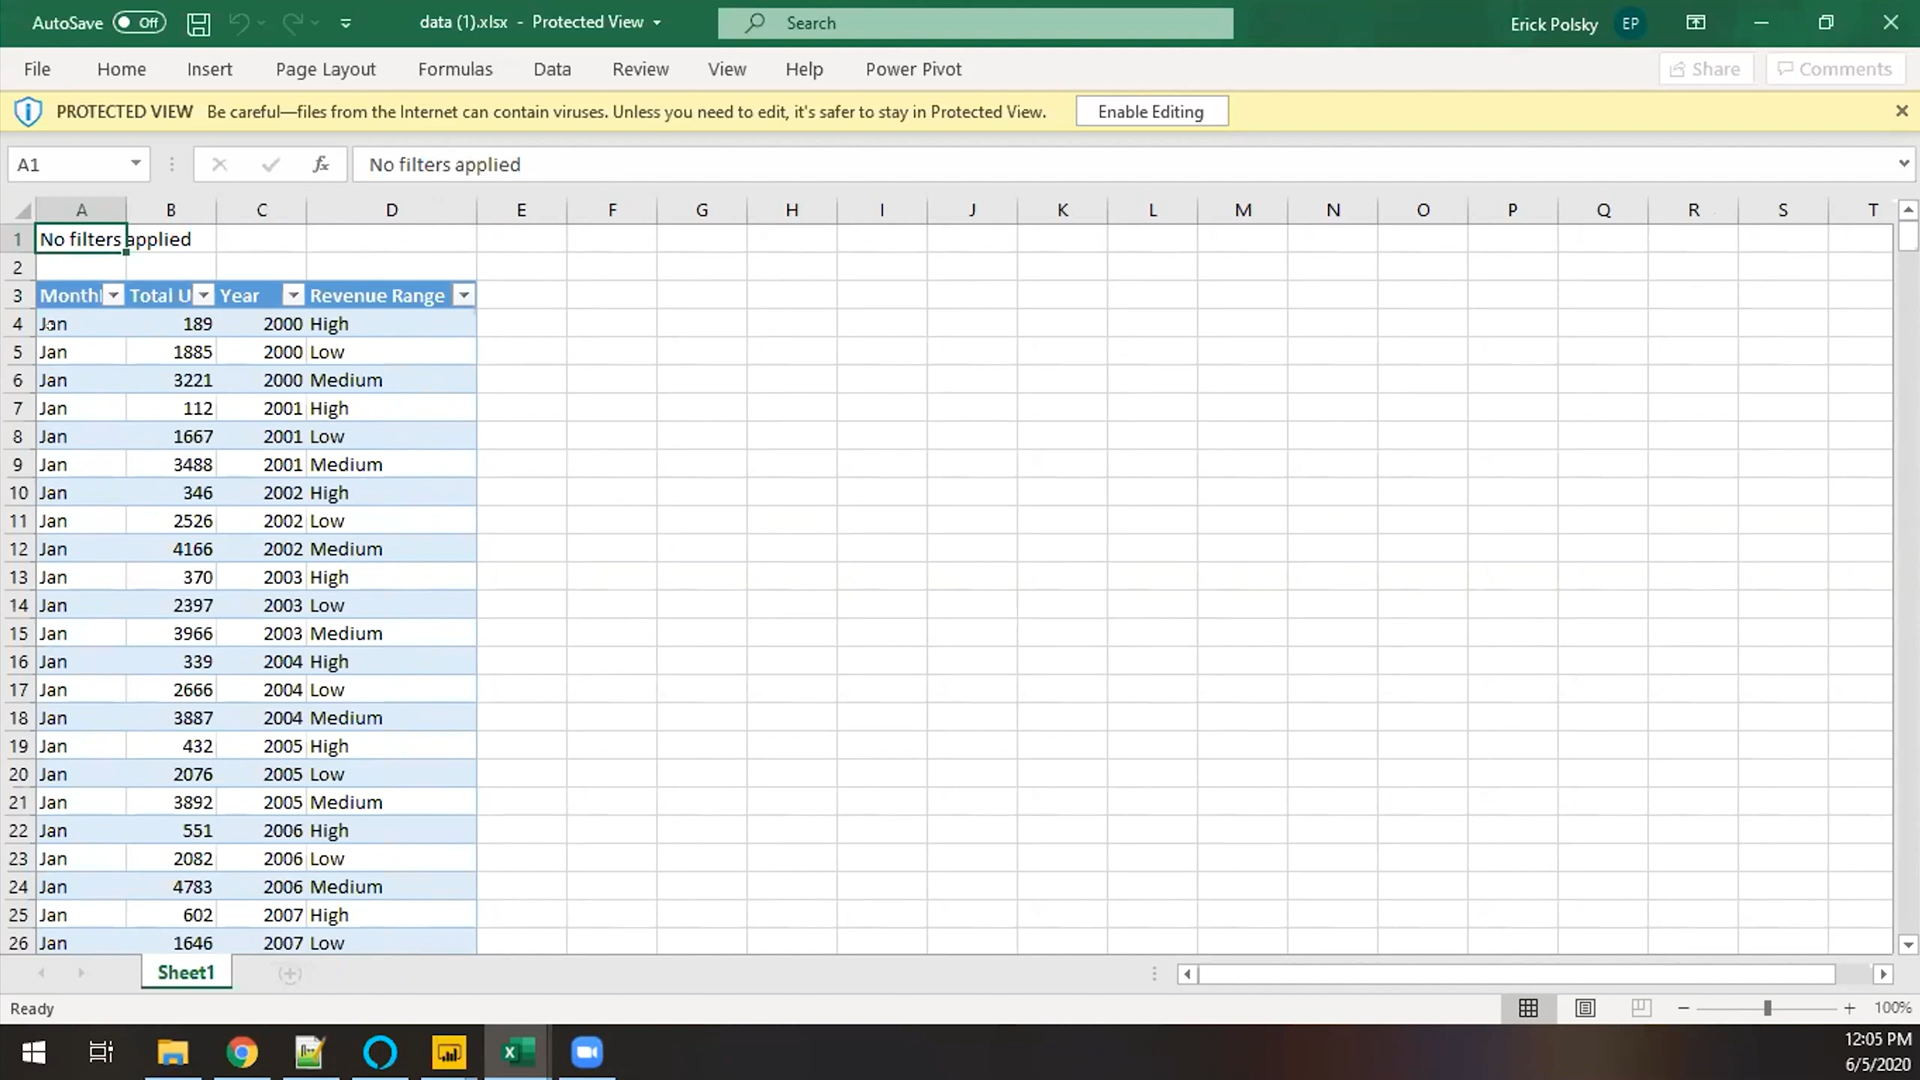 AutoSave Off data (1).xlsx - Protected View Search Erick Polsky EP
File Home Insert Page Layout Formulas Data Review View Help Power Pivot Share Comments
PROTECTED VIEW Be careful—files from the Internet can contain viruses. Unless you need to edit, it's safer to stay in Protected View. Enable Editing
A1 fx No filters applied
A B C D E F G H I J K L M N O P Q R S T
1 No filters applied
2
3 Month Total U Year Revenue Range
4 Jan 189 2000 High
5 Jan 1885 2000 Low
6 Jan 3221 2000 Medium
7 Jan 112 2001 High
8 Jan 1667 2001 Low
9 Jan 3488 2001 Medium
10 Jan 346 2002 High
11 Jan 2526 2002 Low
12 Jan 4166 2002 Medium
13 Jan 370 2003 High
14 Jan 2397 2003 Low
15 Jan 3966 2003 Medium
16 Jan 339 2004 High
17 Jan 2666 2004 Low
18 Jan 3887 2004 Medium
19 Jan 432 2005 High
20 Jan 2076 2005 Low
21 Jan 3892 2005 Medium
22 Jan 551 2006 High
23 Jan 2082 2006 Low
24 Jan 4783 2006 Medium
25 Jan 602 2007 High
26 Jan 1646 2007 Low
Sheet1
Ready 100%
12:05 PM
6/5/2020